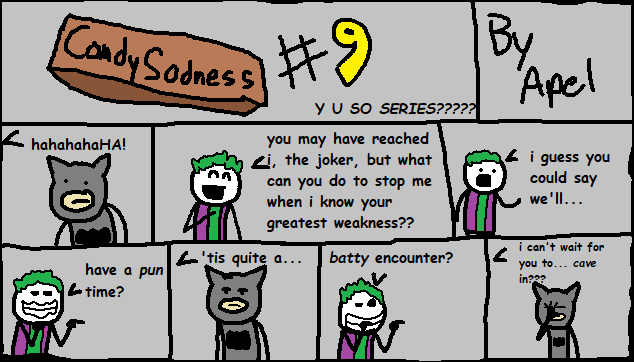 CandySadness
#9
By
Apel
Y U SO SERIES?????
hahahahaHA!
you may have reached
i, the joker, but what
can you do to stop me
when i know your
greatest weakness??
i guess you
could say
we'll...
have a pun
time?
'tis quite a...
batty encounter?
i can't wait for
you to... cave
in???